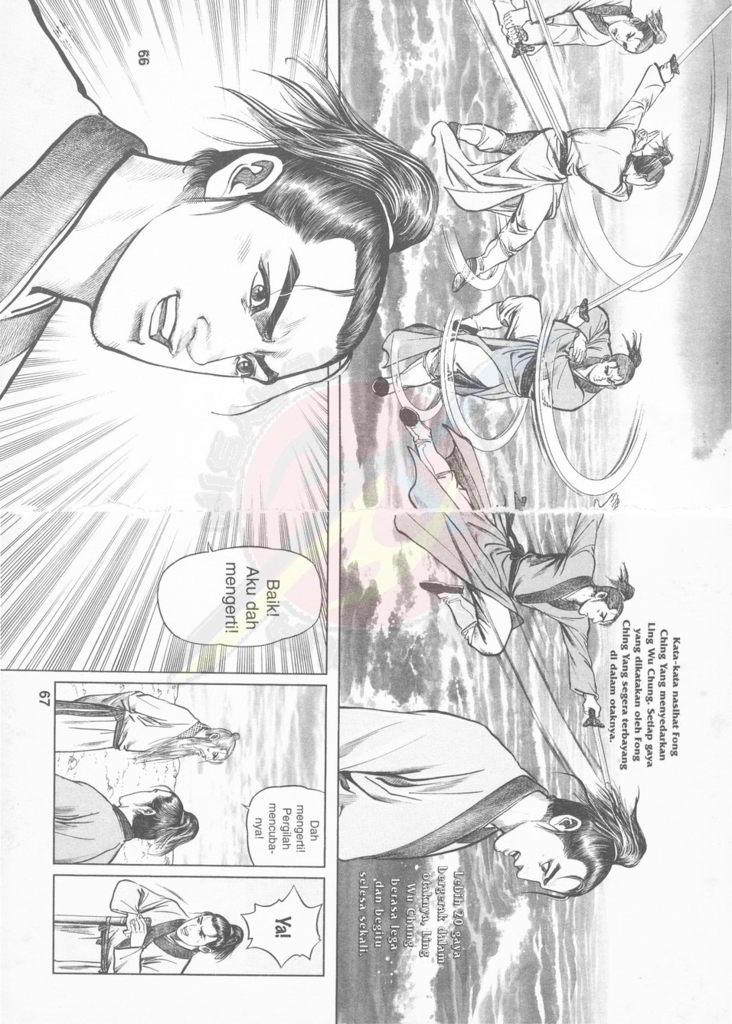 Kata-kata nasihat Fong
Ching Yang menyedarkan
Ling Wu Chung. Setiap gaya
yang dikatakan oleh Fong
Ching Yang segera terbayang
di dalam otaknya.
Lebih 20 gaya
bergerak dalam
otaknya, Ling
Wu Chung
berasa lega
dan begitu
selesa sekali.
Baik!
Aku dah
mengerti!
Dah
mengerti!
Pergilah
mencuba-
nya!
Ya!
66
67